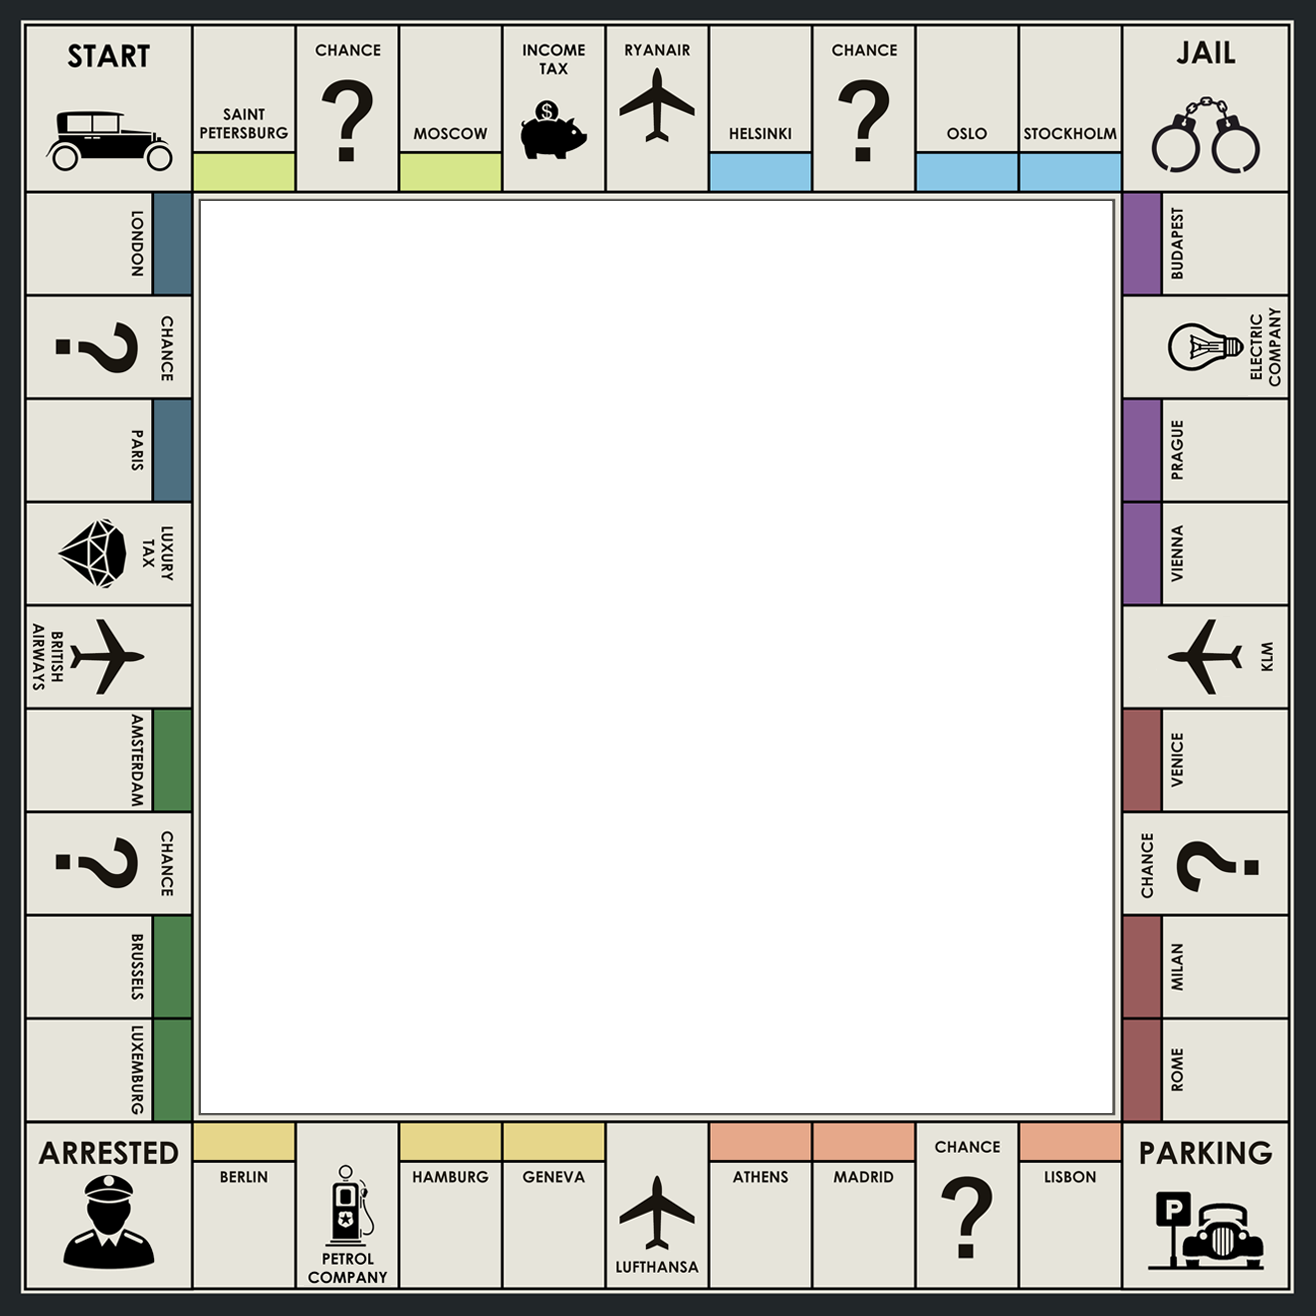 START
SAINT
PETERSBURG
CHANCE
?
MOSCOW
INCOME
TAX
$
RYANAIR
HELSINKI
CHANCE
?
OSLO
STOCKHOLM
JAIL
BUDAPEST
ELECTRIC
COMPANY
PRAGUE
VIENNA
KLM
VENICE
CHANCE
?
MILAN
ROME
PARKING
P
LISBON
CHANCE
?
MADRID
ATHENS
LUFTHANSA
GENEVA
HAMBURG
PETROL
COMPANY
BERLIN
ARRESTED
LUXEMBURG
BRUSSELS
CHANCE
?
AMSTERDAM
BRITISH
AIRWAYS
LUXURY
TAX
PARIS
CHANCE
?
LONDON